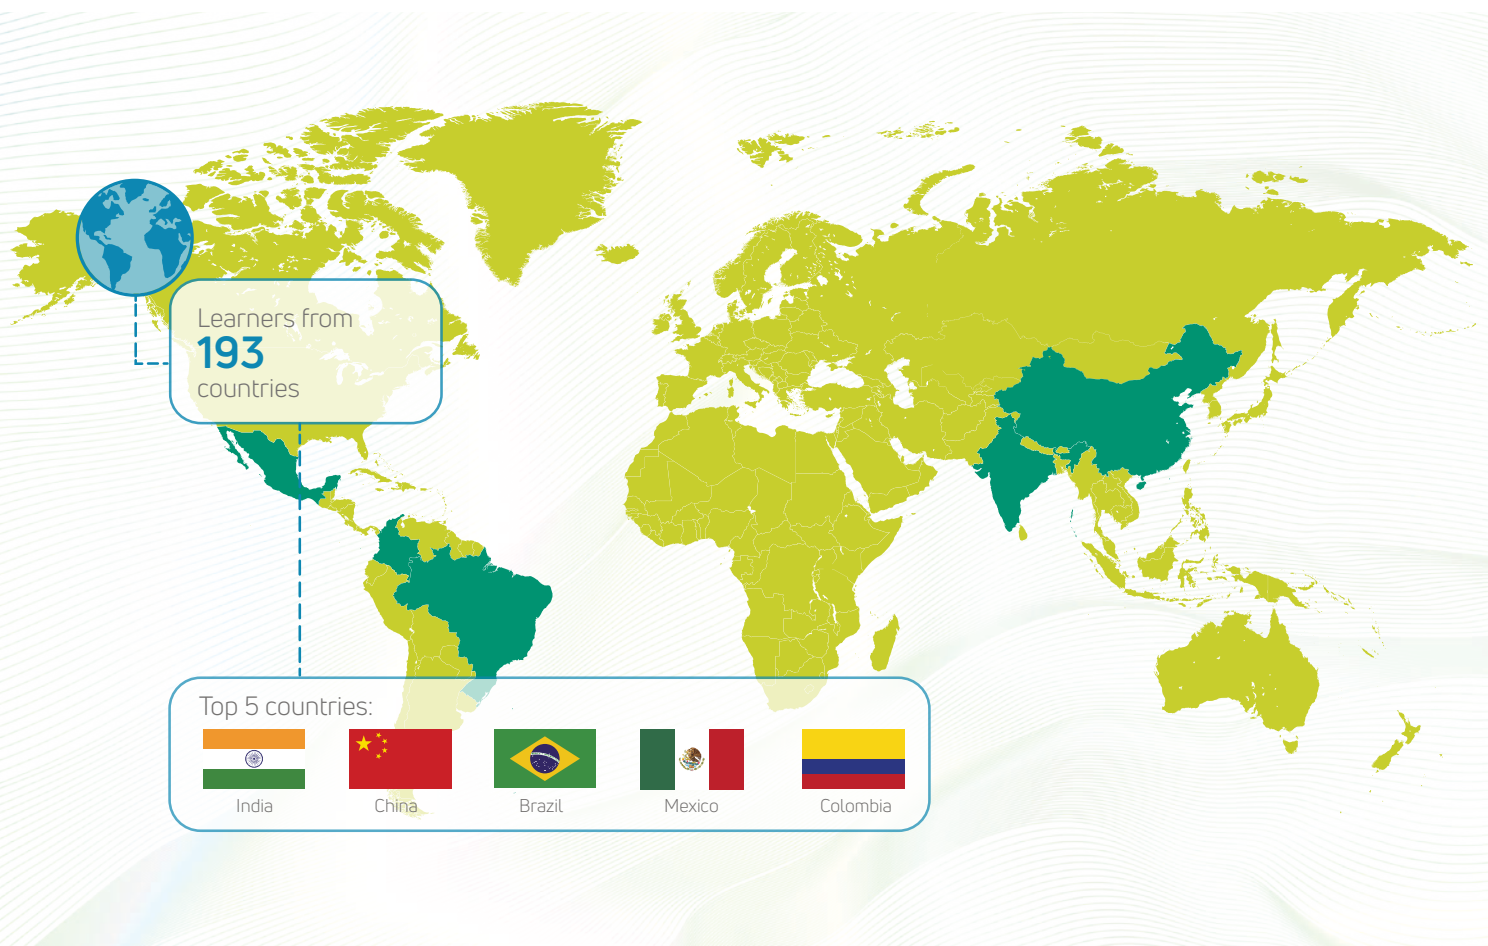 Learners from
193
countries
Top 5 countries:
India
China
Brazil
Mexico
Colombia